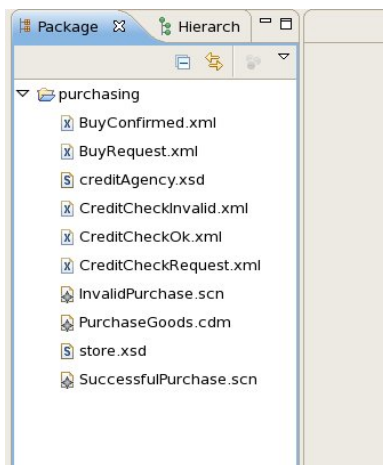 Package Hierarch
purchasing
BuyConfirmed.xml
BuyRequest.xml
creditAgency.xsd
CreditCheckInvalid.xml
CreditCheckOk.xml
CreditCheckRequest.xml
InvalidPurchase.scn
PurchaseGoods.cdm
store.xsd
SuccessfulPurchase.scn